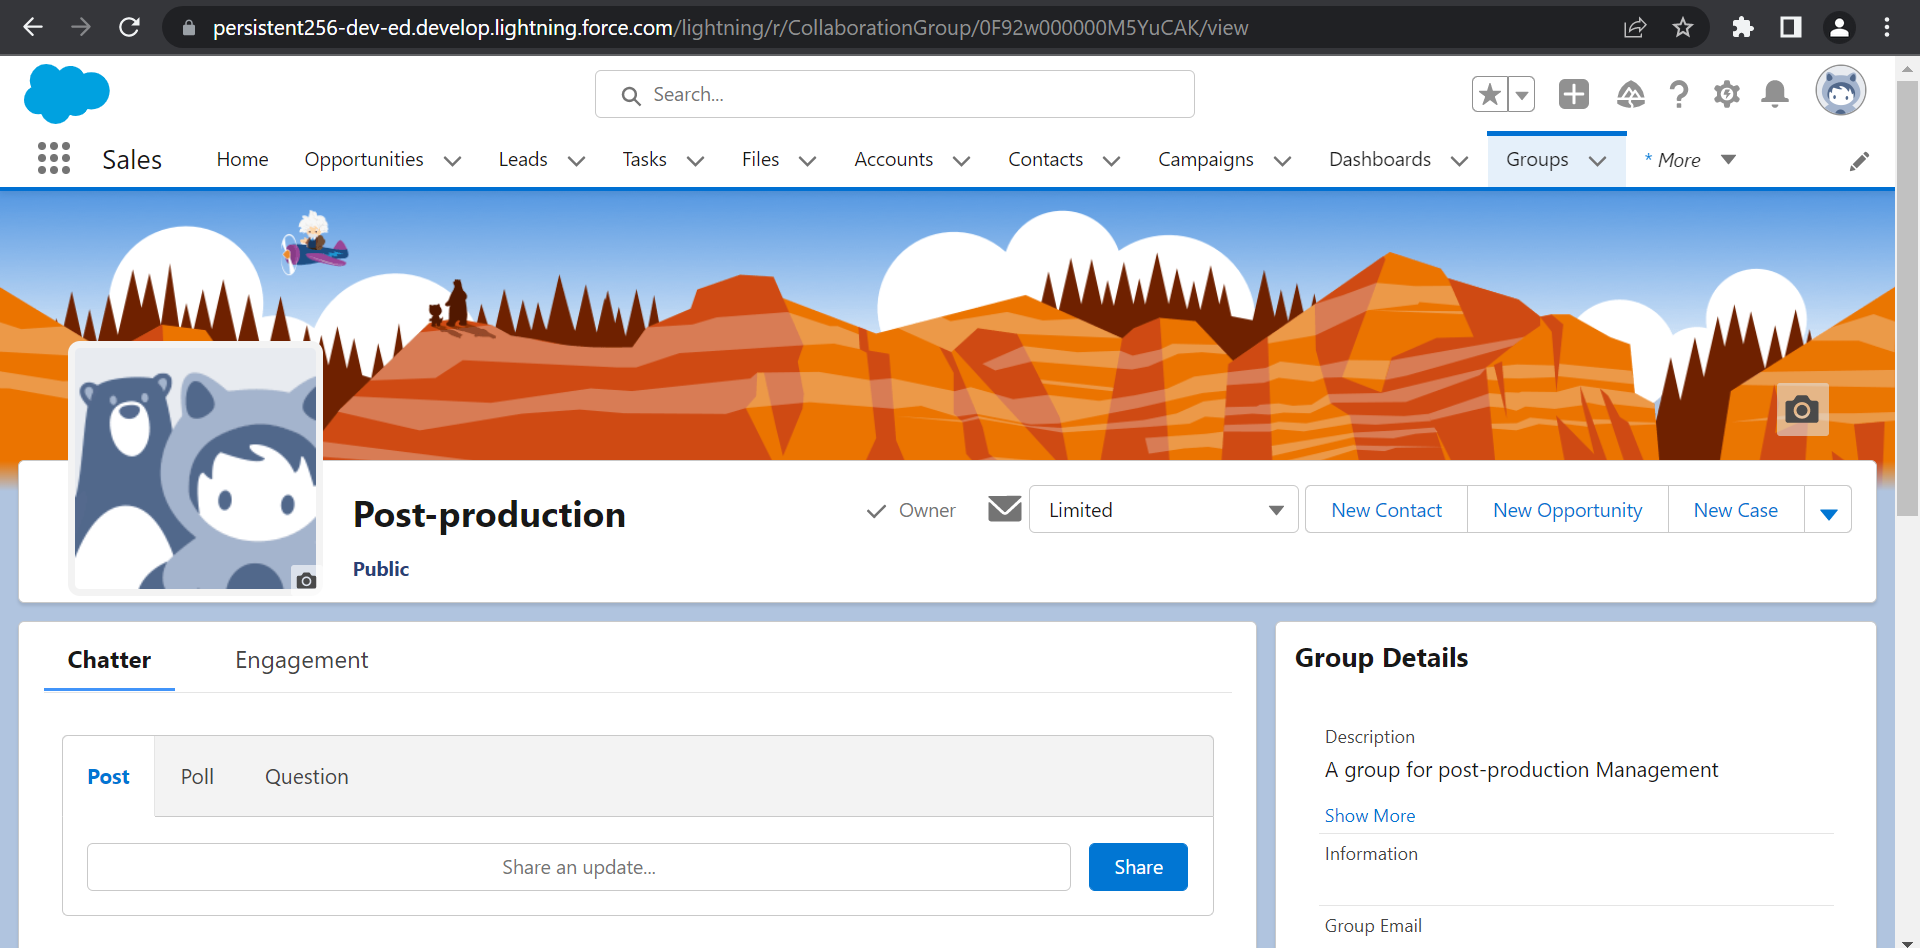 persistent256-dev-ed.develop.lightning.force.com/lightning/r/CollaborationGroup/0F92w000000M5YuCAK/view
Search...
Sales Home Opportunities Leads Tasks Files Accounts Contacts Campaigns Dashboards Groups * More
Post-production
Owner Limited New Contact New Opportunity New Case
Public
Chatter Engagement
Post Poll Question
Share an update... Share
Group Details
Description
A group for post-production Management
Show More
Information
Group Email